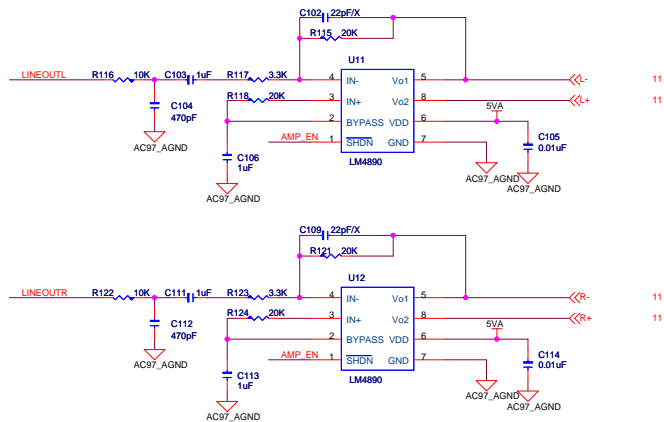 C102 22pF/X
R115 20K
U11
LINEOUTL R116 10K C103 1uF R117 3.3K 4 IN- Vo1 5 L- 11
R118 20K 3 IN+ Vo2 8 L+ 11
C104 470pF 2 BYPASS VDD 6 5VA
AMP_EN 1 SHDN GND 7 C105 0.01uF
AC97_AGND C106 1uF LM4890 AC97_AGND
AC97_AGND AC97_AGND
C109 22pF/X
R121 20K
U12
LINEOUTR R122 10K C111 1uF R123 3.3K 4 IN- Vo1 5 R- 11
R124 20K 3 IN+ Vo2 8 R+ 11
C112 470pF 2 BYPASS VDD 6 5VA
AMP_EN 1 SHDN GND 7 C114 0.01uF
AC97_AGND C113 1uF LM4890
AC97_AGND AC97_AGND AC97_AGND